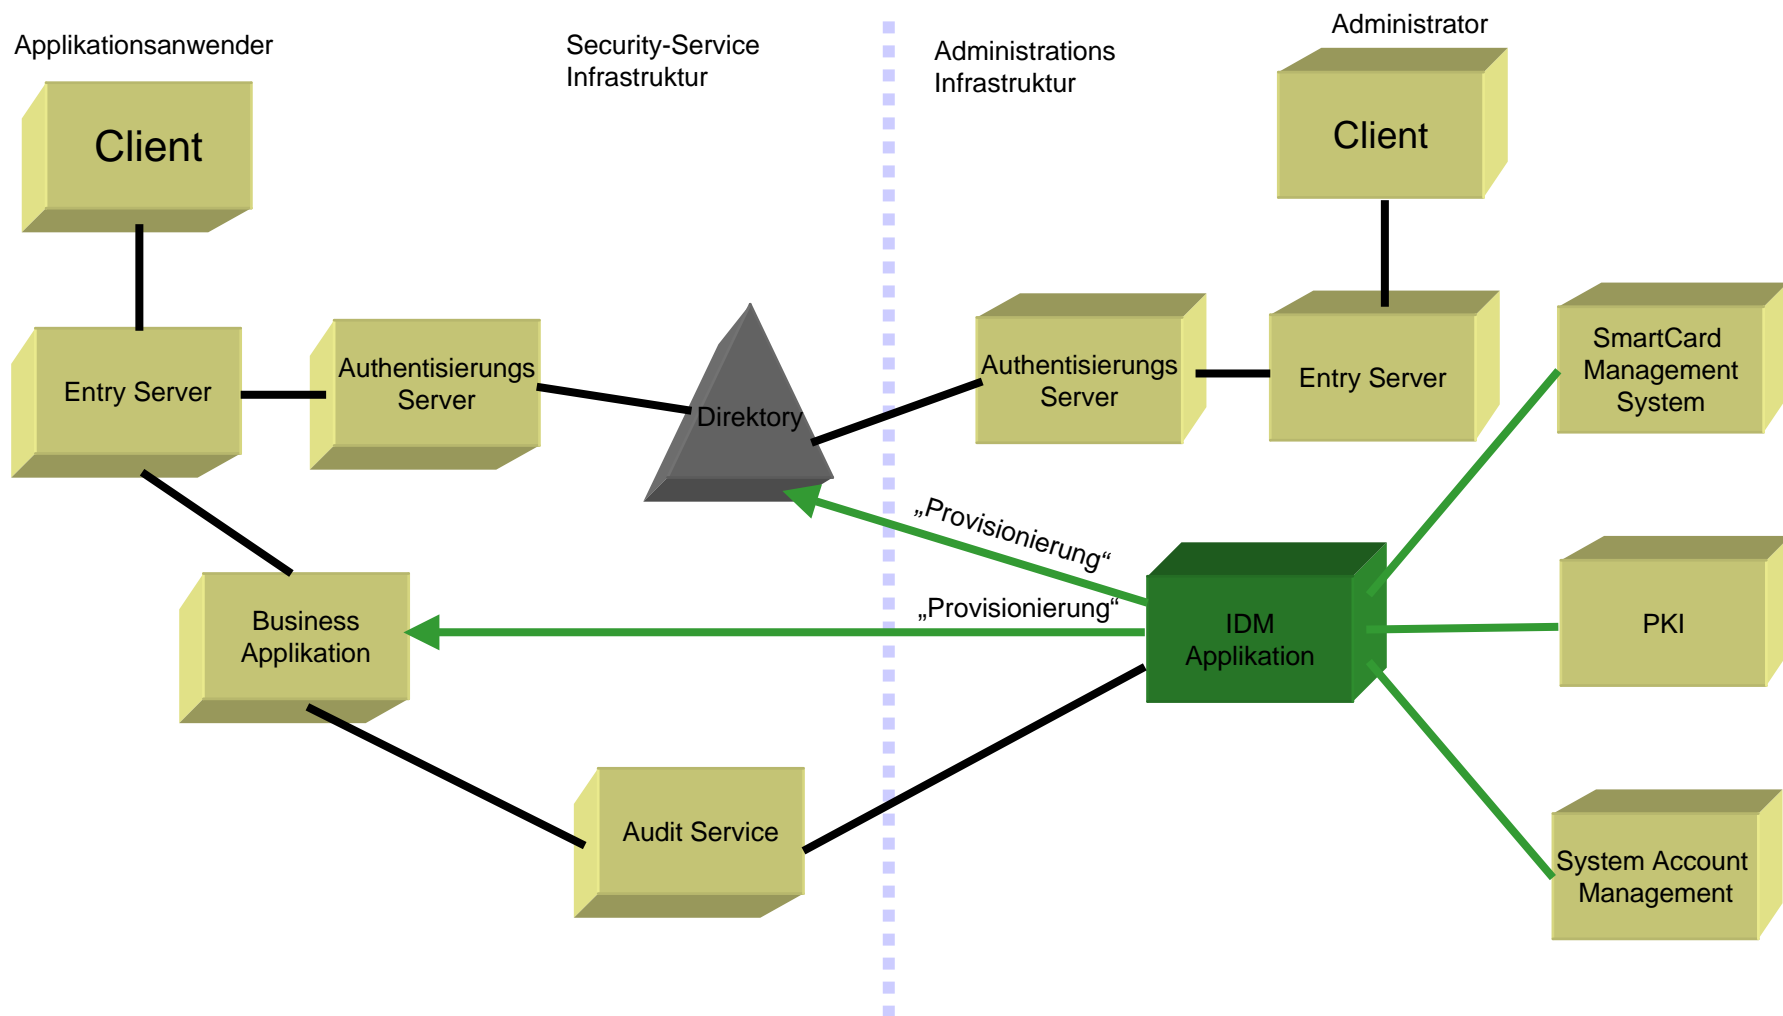 Applikationsanwender
Security-Service
Infrastruktur
Administrations
Infrastruktur
Administrator
Client
Client
Entry Server
Authentisierungs
Server
Direktory
Authentisierungs
Server
Entry Server
SmartCard
Management
System
„Provisionierung“
„Provisionierung“
Business
Applikation
IDM
Applikation
PKI
Audit Service
System Account
Management